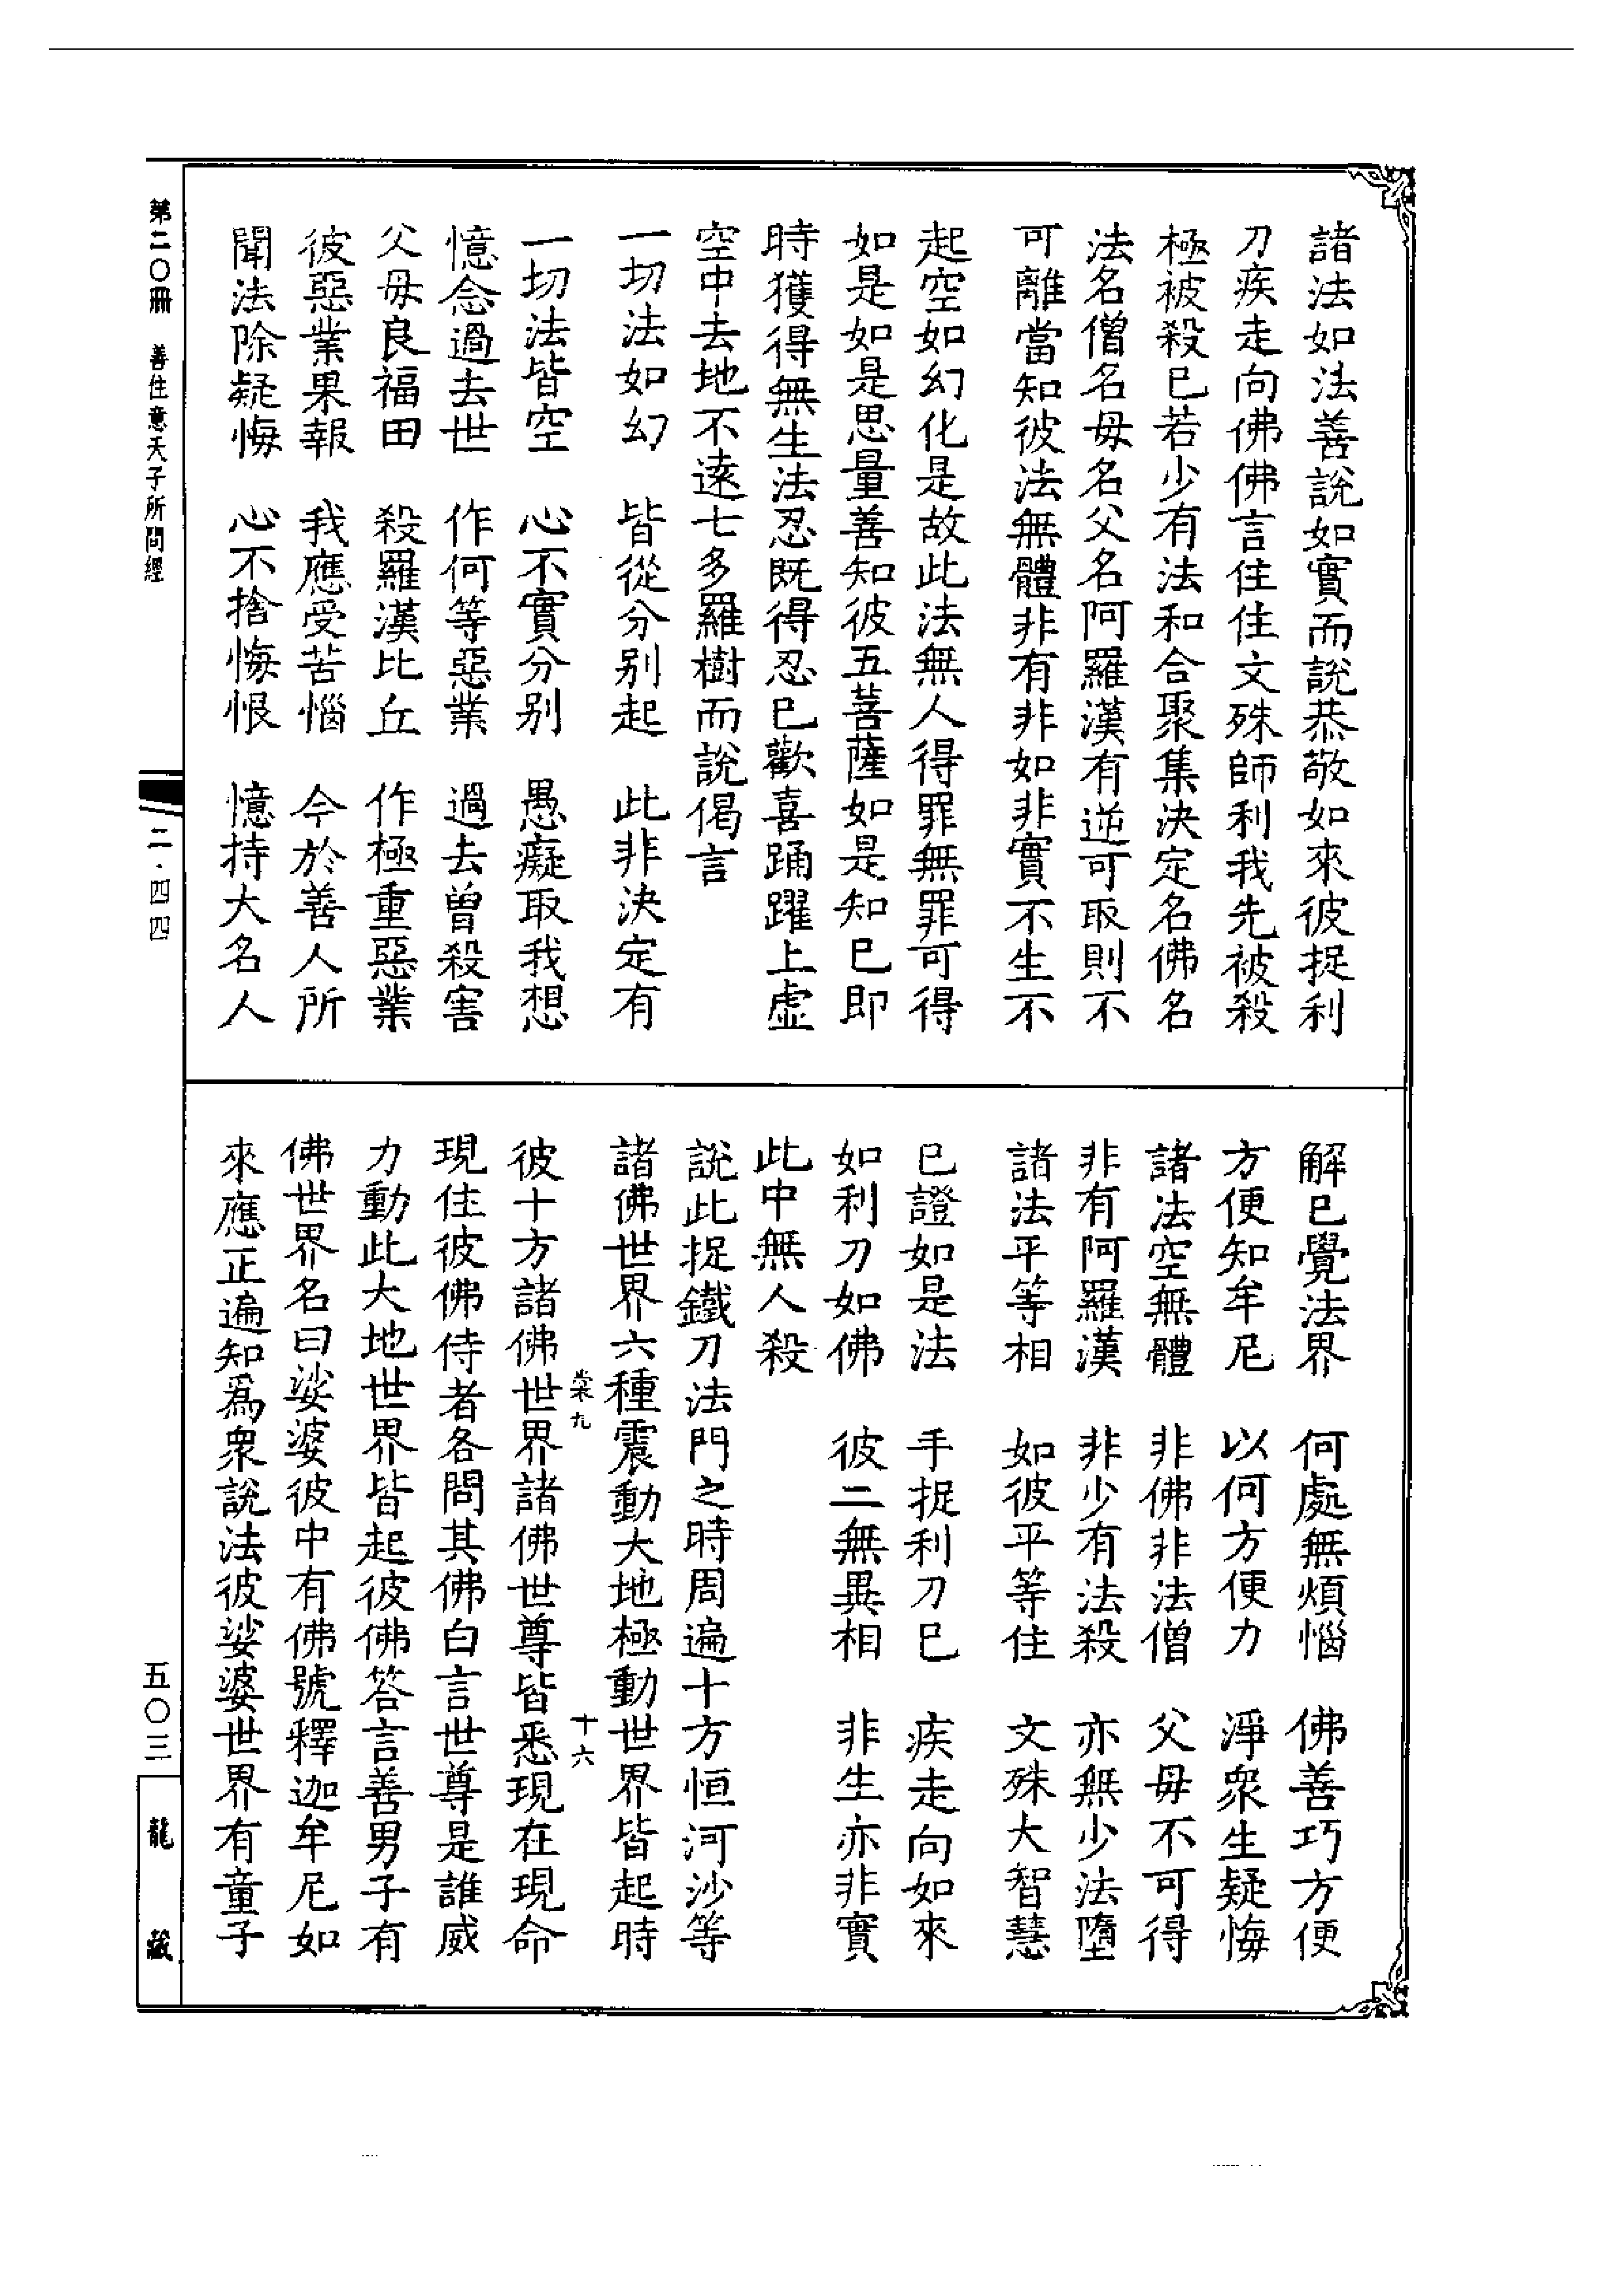 諸法如法善說如實而說恭敬如來彼捉利
刀疾走向佛佛言住住文殊師利我先被殺
極被殺已若少有法和合聚集決定名佛名
法名僧名母名父名阿羅漢有逆可取則不
可離當知彼法無體非有非如非實不生不
起空如幻化是故此法無人得罪無罪可得
如是如是思量善知彼五菩薩如是知已即
時獲得無生法忍既得忍已歡喜踊躍上虛
空中去地不遠七多羅樹而說偈言
一切法如幻　皆從分別起　此非決定有
一切法皆空　心不實分別　愚癡取我想
憶念過去世　作何等惡業　過去曾殺害
父母良福田　殺羅漢比丘　作極重惡業
彼惡業果報　我應受苦惱　今於善人所
聞法除疑悔　心不捨悔恨　憶持大名人
解已覺法界　何處無煩惱　佛善巧方便
方便知牟尼　以何方便力　淨衆生疑悔
諸法空無體　非佛非法僧　父母不可得
非有阿羅漢　非少有法殺　亦無少法墮
諸法平等相　如彼平等住　文殊大智慧
已證如是法　手捉利刀已　疾走向如來
如利刀如佛　彼二無異相　非生亦非實
此中無人殺
說此捉鐵刀法門之時周遍十方恒河沙等
諸佛世界六種震動大地極動世界皆起時
棠九　十六
彼十方諸佛世界諸佛世尊皆悉現在現命
現住彼佛侍者各問其佛白言世尊是誰威
力動此大地世界皆起彼佛答言善男子有
佛世界名曰娑婆彼中有佛號釋迦牟尼如
來應正遍知爲衆說法彼娑婆世界有童子
第二〇冊　善住意天子所問經
二·四四
五〇三
龍藏